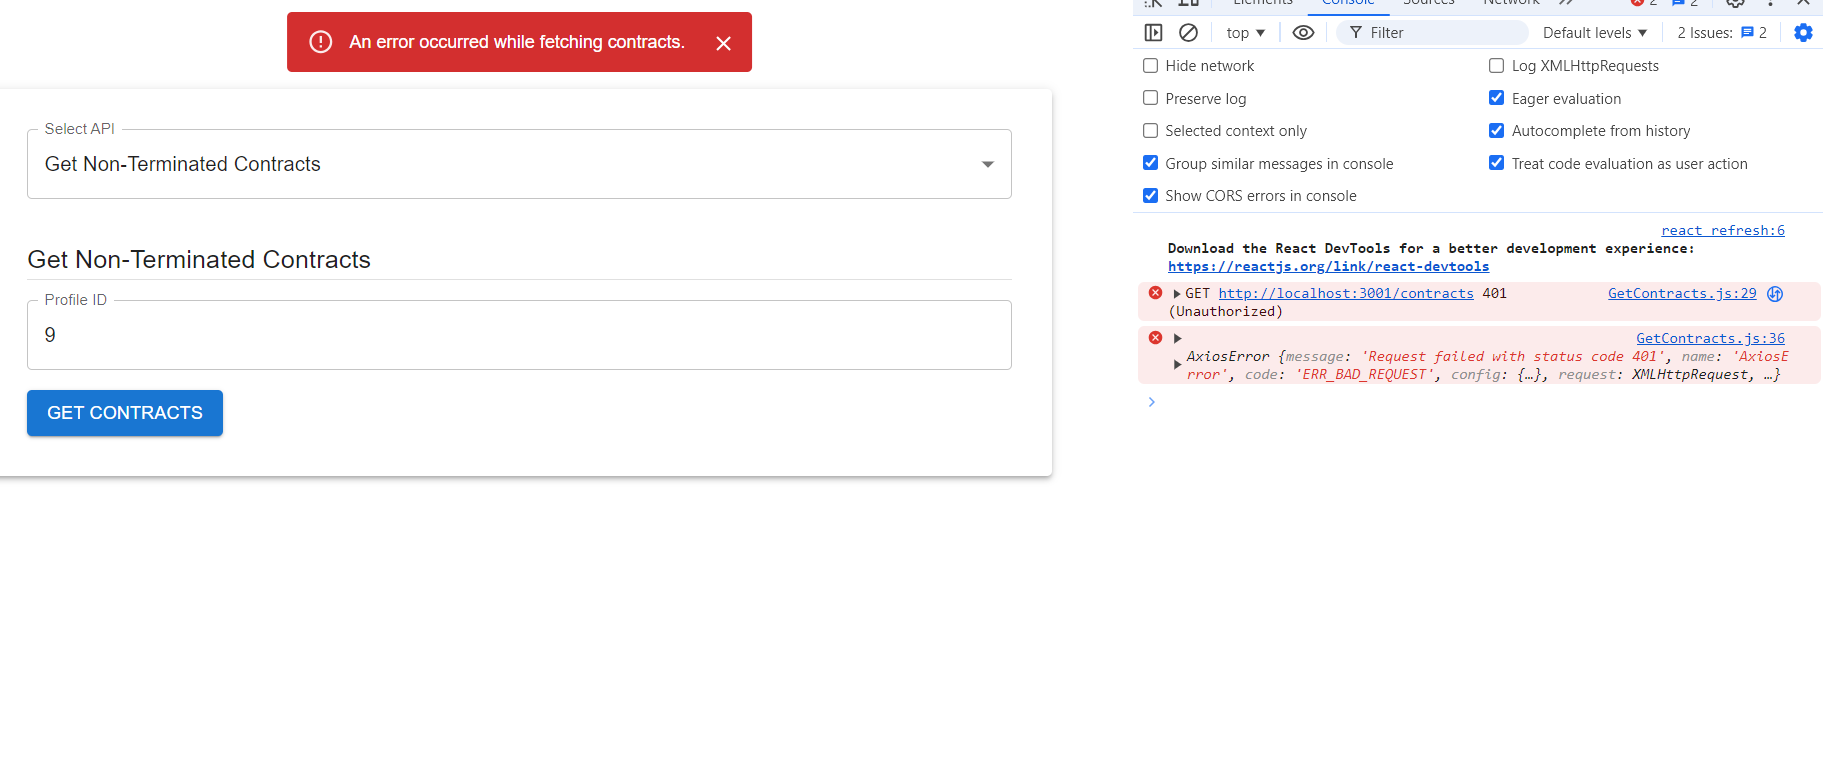 An error occurred while fetching contracts.
Select API
Get Non-Terminated Contracts
Get Non-Terminated Contracts
Profile ID
9
GET CONTRACTS
Elements Console Sources Network 2 2
top Filter Default levels 2 Issues: 2
Hide network Log XMLHttpRequests
Preserve log Eager evaluation
Selected context only Autocomplete from history
Group similar messages in console Treat code evaluation as user action
Show CORS errors in console
react refresh:6
Download the React DevTools for a better development experience:
https://reactjs.org/link/react-devtools
GET http://localhost:3001/contracts 401 GetContracts.js:29
(Unauthorized)
GetContracts.js:36
AxiosError {message: 'Request failed with status code 401', name: 'AxiosE
rror', code: 'ERR_BAD_REQUEST', config: {…}, request: XMLHttpRequest, …}